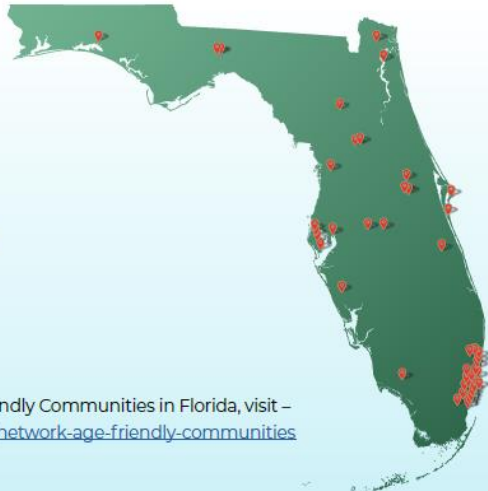 ndly Communities in Florida, visit –
network-age-friendly-communities